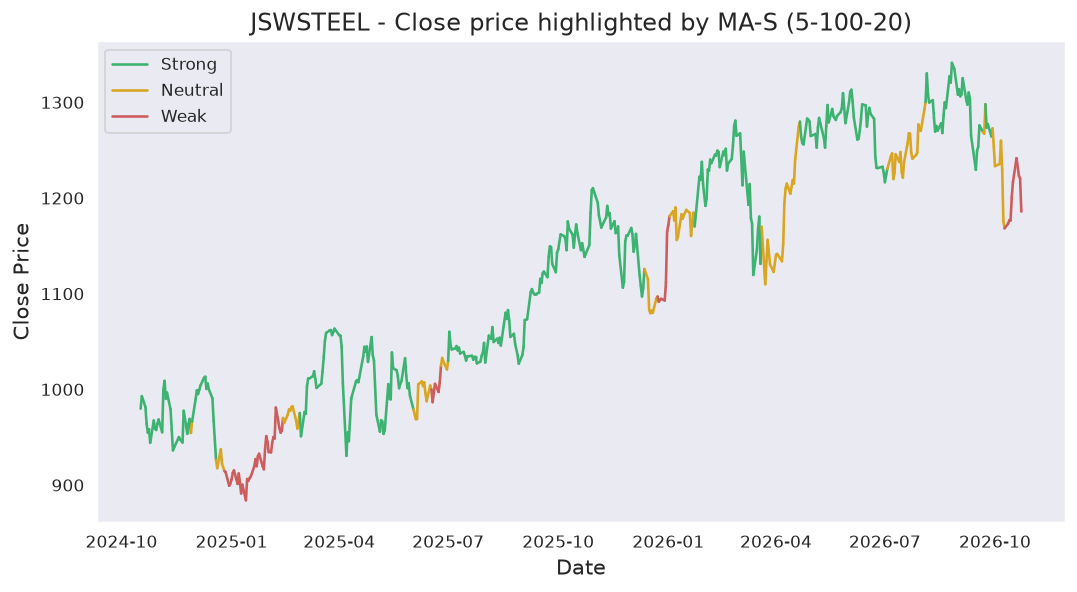 JSWSTEEL - Close price highlighted by MA-S (5-100-20)
Strong
Neutral
Weak
Close Price
1300
1200
1100
1000
900
2024-10 2025-01 2025-04 2025-07 2025-10 2026-01 2026-04 2026-07 2026-10
Date